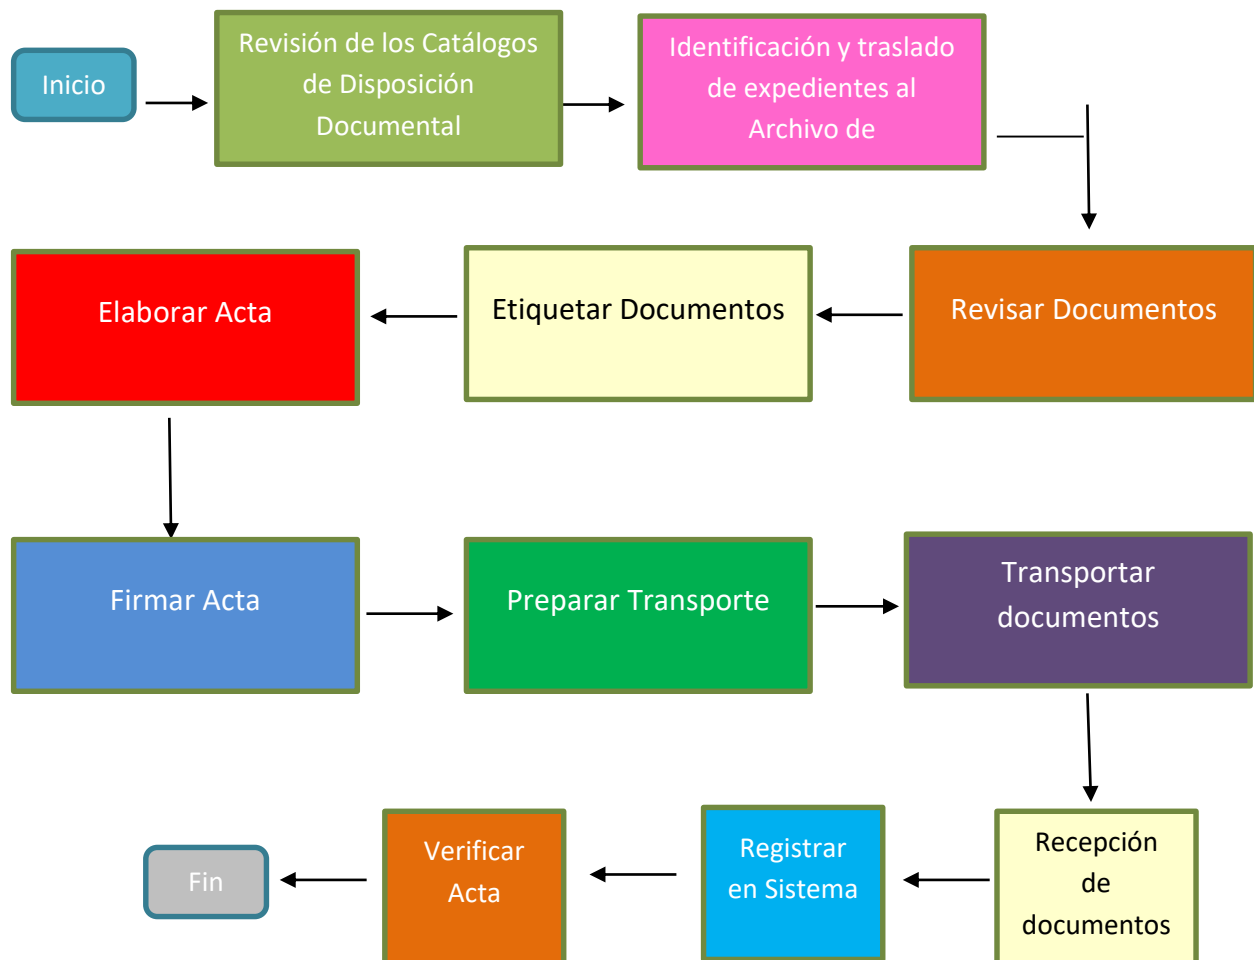 Inicio
Revisión de los Catálogos
de Disposición
Documental
Identificación y traslado
de expedientes al
Archivo de
Revisar Documentos
Etiquetar Documentos
Elaborar Acta
Firmar Acta
Preparar Transporte
Transportar
documentos
Recepción
de
documentos
Registrar
en Sistema
Verificar
Acta
Fin